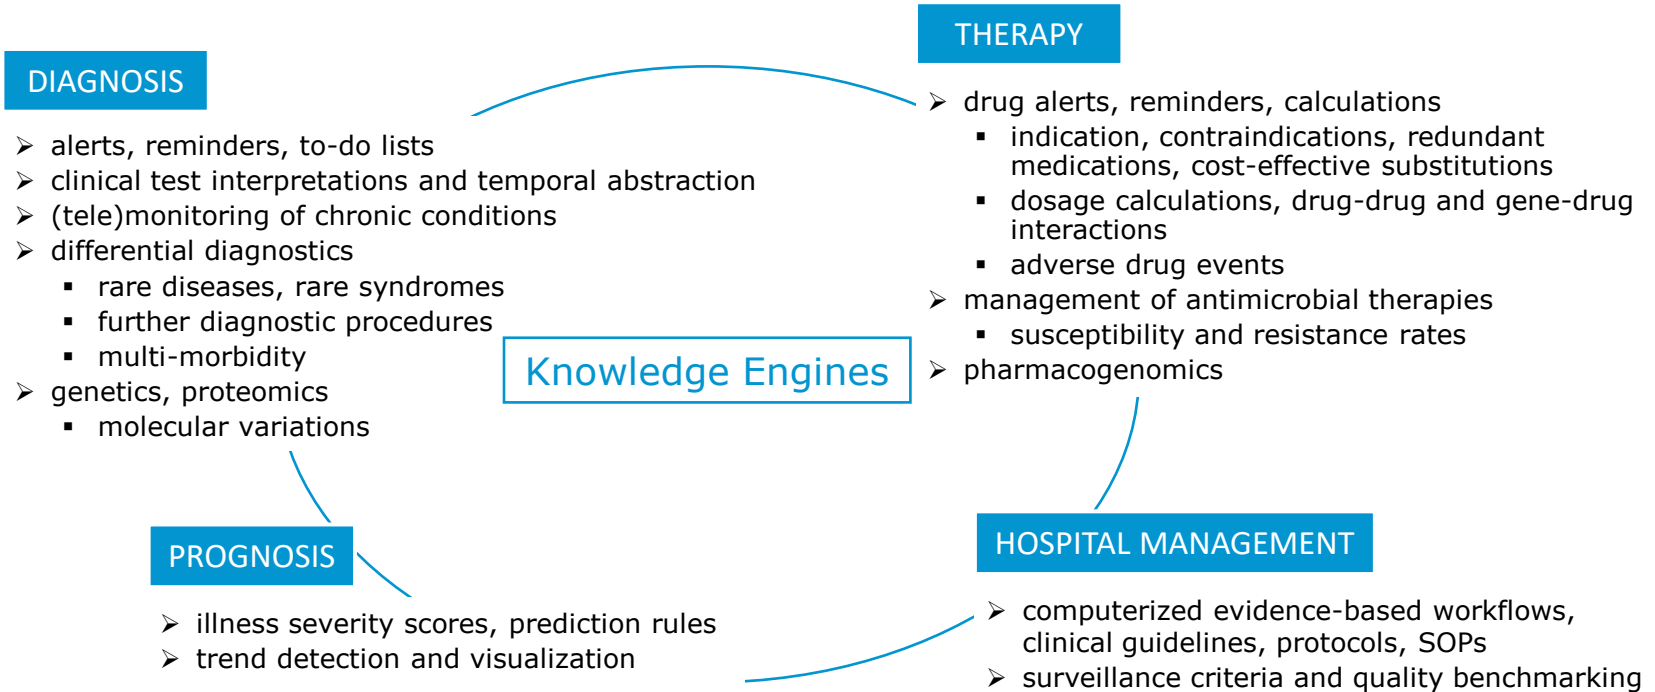 DIAGNOSIS
➢ alerts, reminders, to-do lists
➢ clinical test interpretations and temporal abstraction
➢ (tele)monitoring of chronic conditions
➢ differential diagnostics
▪ rare diseases, rare syndromes
▪ further diagnostic procedures
▪ multi-morbidity
➢ genetics, proteomics
▪ molecular variations
THERAPY
➢ drug alerts, reminders, calculations
▪ indication, contraindications, redundant
medications, cost-effective substitutions
▪ dosage calculations, drug-drug and gene-drug
interactions
▪ adverse drug events
➢ management of antimicrobial therapies
▪ susceptibility and resistance rates
➢ pharmacogenomics
Knowledge Engines
PROGNOSIS
➢ illness severity scores, prediction rules
➢ trend detection and visualization
HOSPITAL MANAGEMENT
➢ computerized evidence-based workflows,
clinical guidelines, protocols, SOPs
➢ surveillance criteria and quality benchmarking